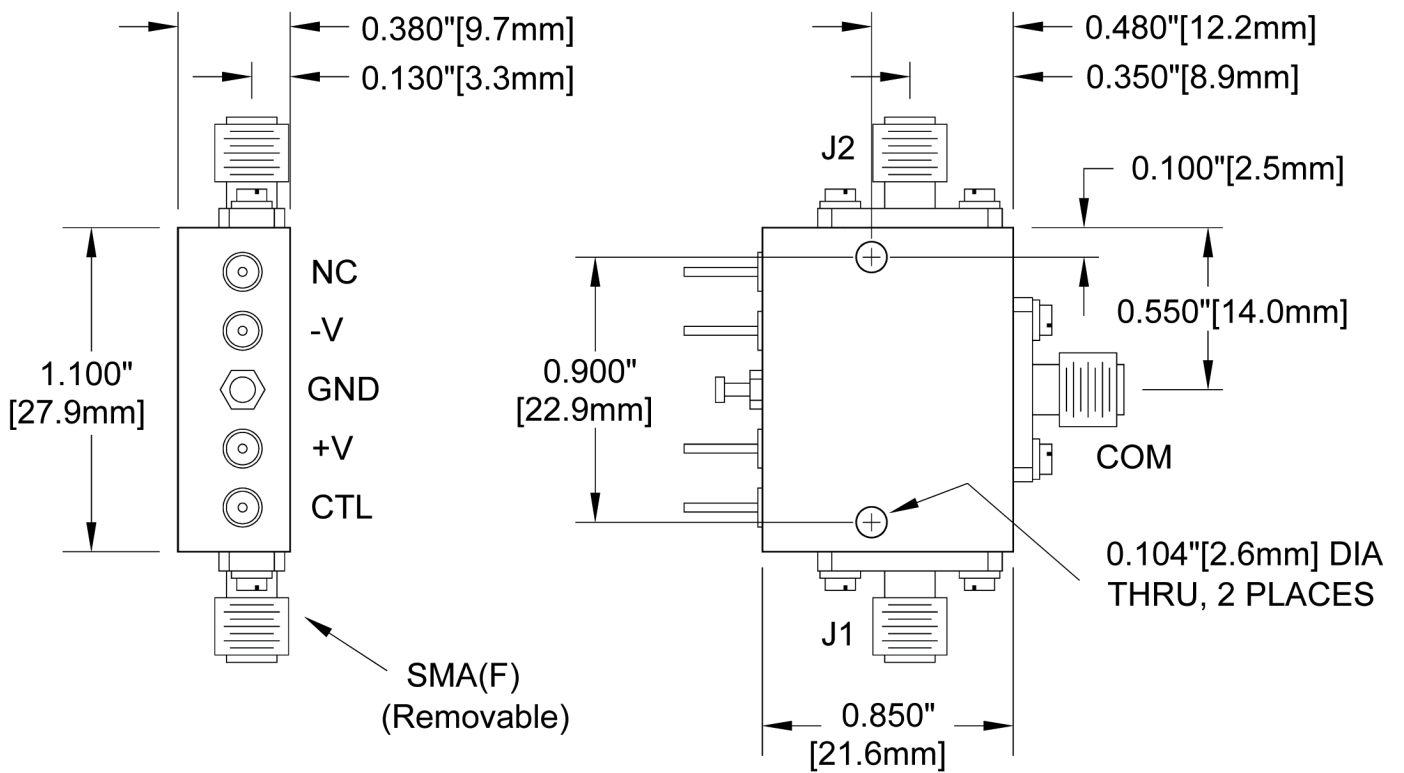 0.380"[9.7mm]
0.130"[3.3mm]
NC
-V
1.100"
[27.9mm]
GND
+V
CTL
SMA(F)
(Removable)
0.480"[12.2mm]
0.350"[8.9mm]
J2
0.100"[2.5mm]
0.550"[14.0mm]
0.900"
[22.9mm]
COM
0.104"[2.6mm] DIA
THRU, 2 PLACES
J1
0.850"
[21.6mm]